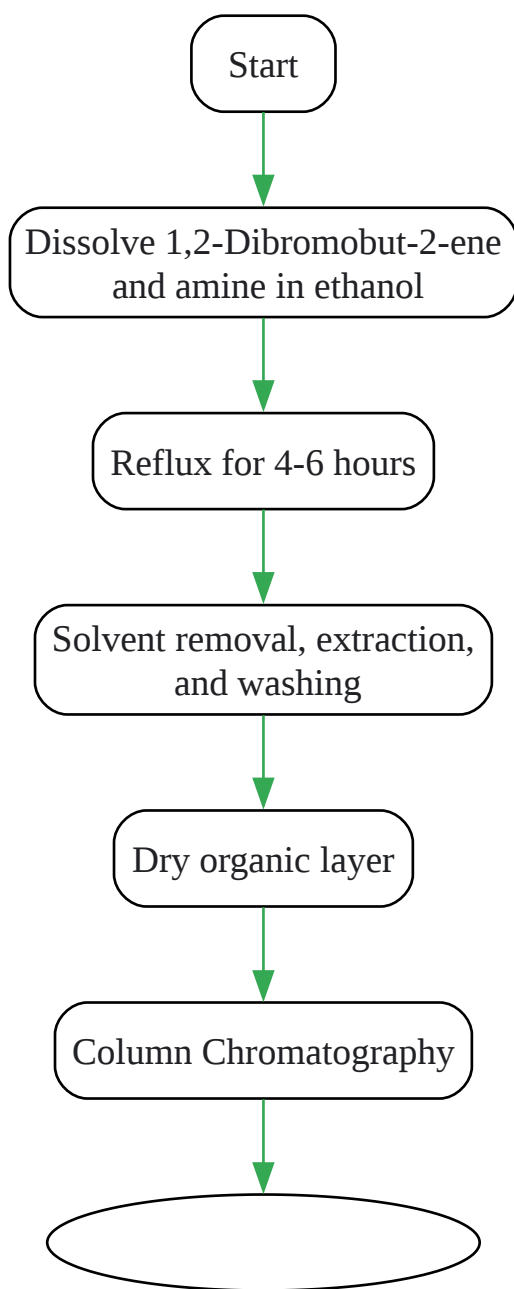 Start
Dissolve 1,2-Dibromobut-2-ene
and amine in ethanol
Reflux for 4-6 hours
Solvent removal, extraction,
and washing
Dry organic layer
Column Chromatography